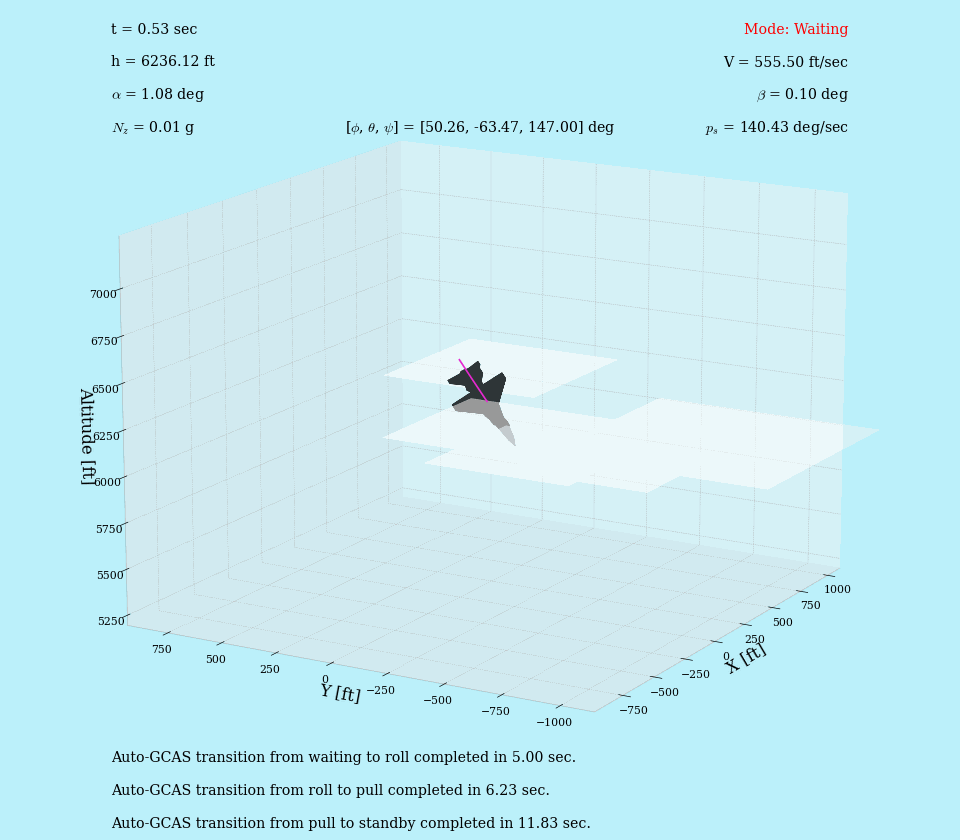 t = 0.53 sec
Mode: Waiting
h = 6236.12 ft
V = 555.50 ft/sec
α = 1.08 deg
β = 0.10 deg
N_z = 0.01 g
[ϕ, θ, ψ] = [50.26, -63.47, 147.00] deg
p_s = 140.43 deg/sec
7000
6750
6500
6250
6000
5750
5500
5250
Altitude [ft]
750
500
250
0
−250
−500
−750
−1000
Y [ft]
1000
750
500
250
0
−250
−500
−750
X [ft]
Auto-GCAS transition from waiting to roll completed in 5.00 sec.
Auto-GCAS transition from roll to pull completed in 6.23 sec.
Auto-GCAS transition from pull to standby completed in 11.83 sec.